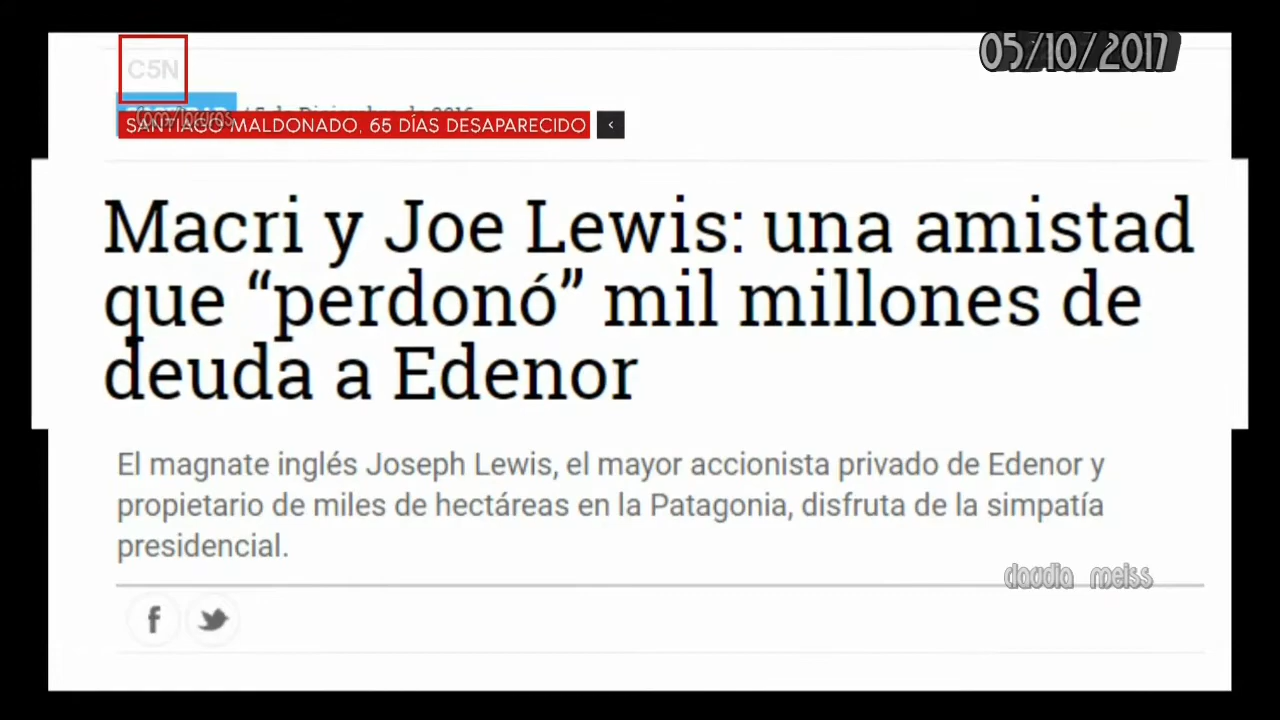 05/10/2017
C5N
SANTIAGO MALDONADO, 65 DÍAS DESAPARECIDO
Macri y Joe Lewis: una amistad
que “perdonó” mil millones de
deuda a Edenor
El magnate inglés Joseph Lewis, el mayor accionista privado de Edenor y
propietario de miles de hectáreas en la Patagonia, disfruta de la simpatía
presidencial.
claudia meiss